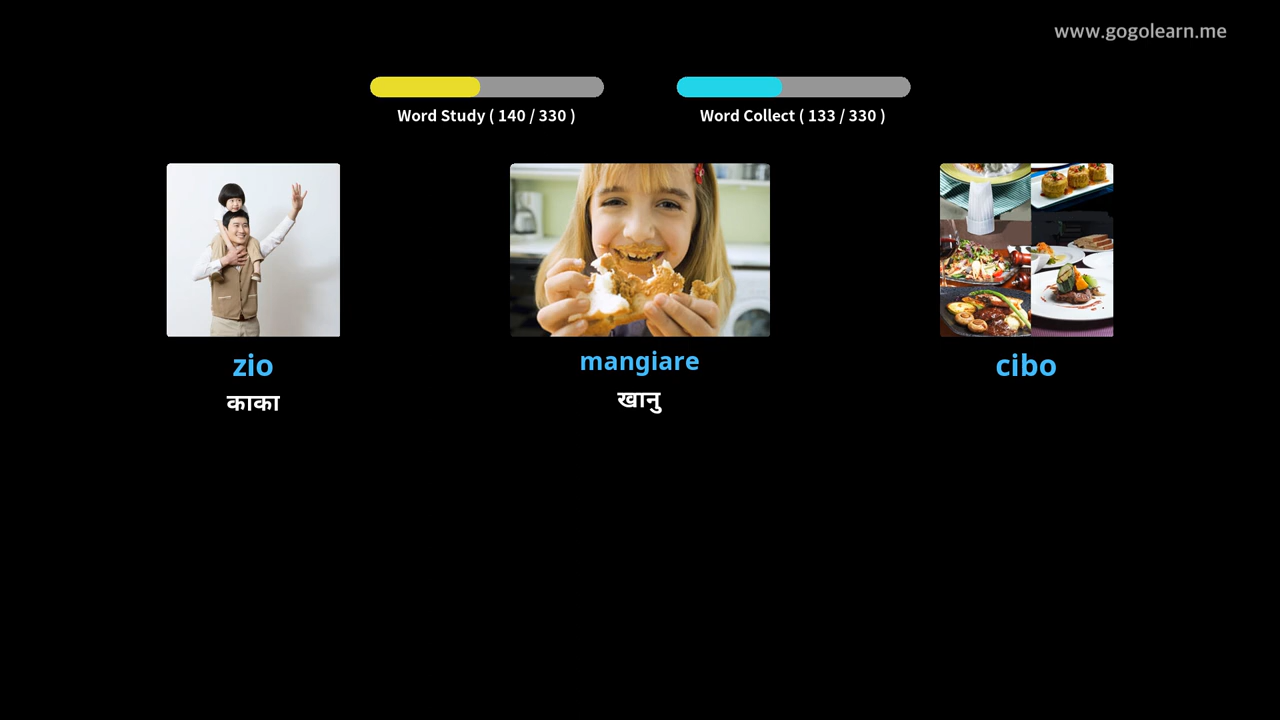 www.gogolearn.me
Word Study ( 140 / 330 )
Word Collect ( 133 / 330 )
zio
mangiare
cibo
काका
खानु